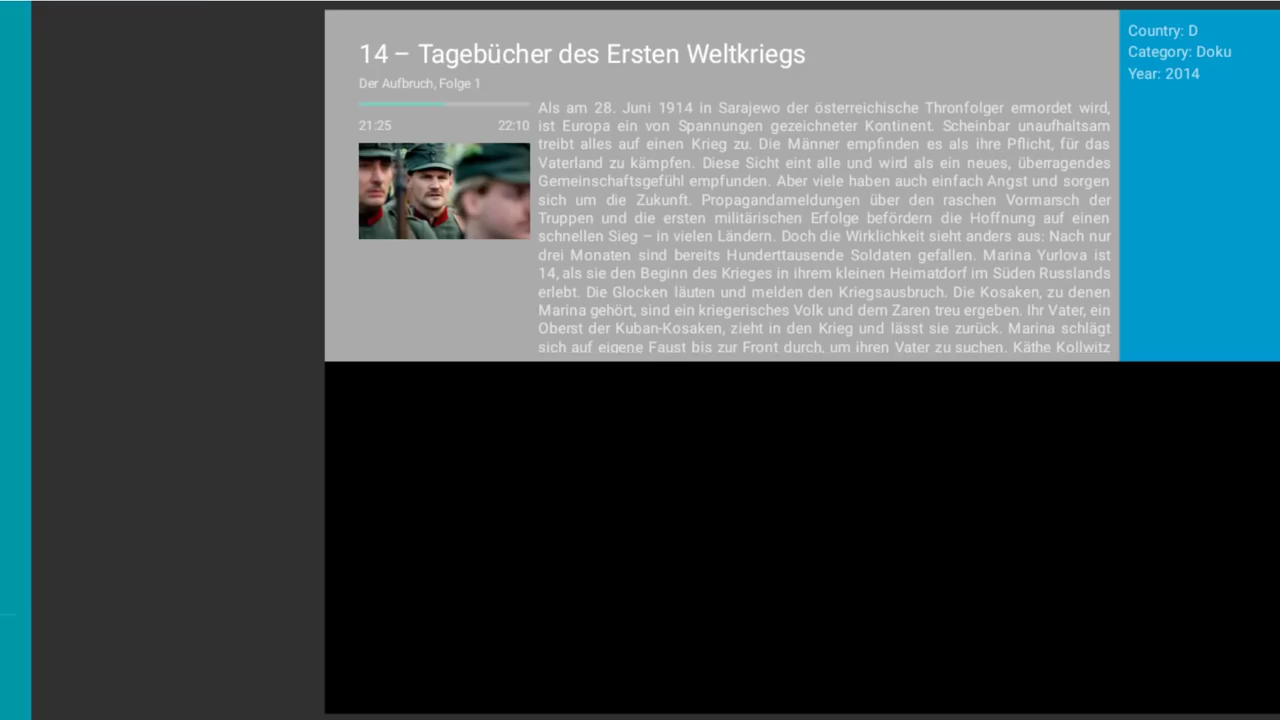 14 – Tagebücher des Ersten Weltkriegs
Der Aufbruch, Folge 1
21:25
22:10
Als am 28. Juni 1914 in Sarajewo der österreichische Thronfolger ermordet wird,
ist Europa ein von Spannungen gezeichneter Kontinent. Scheinbar unaufhaltsam
treibt alles auf einen Krieg zu. Die Männer empfinden es als ihre Pflicht, für das
Vaterland zu kämpfen. Diese Sicht eint alle und wird als ein neues, überragendes
Gemeinschaftsgefühl empfunden. Aber viele haben auch einfach Angst und sorgen
sich um die Zukunft. Propagandameldungen über den raschen Vormarsch der
Truppen und die ersten militärischen Erfolge befördern die Hoffnung auf einen
schnellen Sieg – in vielen Ländern. Doch die Wirklichkeit sieht anders aus: Nach nur
drei Monaten sind bereits Hunderttausende Soldaten gefallen. Marina Yurlova ist
14, als sie den Beginn des Krieges in ihrem kleinen Heimatdorf im Süden Russlands
erlebt. Die Glocken läuten und melden den Kriegsausbruch. Die Kosaken, zu denen
Marina gehört, sind ein kriegerisches Volk und dem Zaren treu ergeben. Ihr Vater, ein
Oberst der Kuban-Kosaken, zieht in den Krieg und lässt sie zurück. Marina schlägt
sich auf eigene Faust bis zur Front durch, um ihren Vater zu suchen. Käthe Kollwitz
Country: D
Category: Doku
Year: 2014